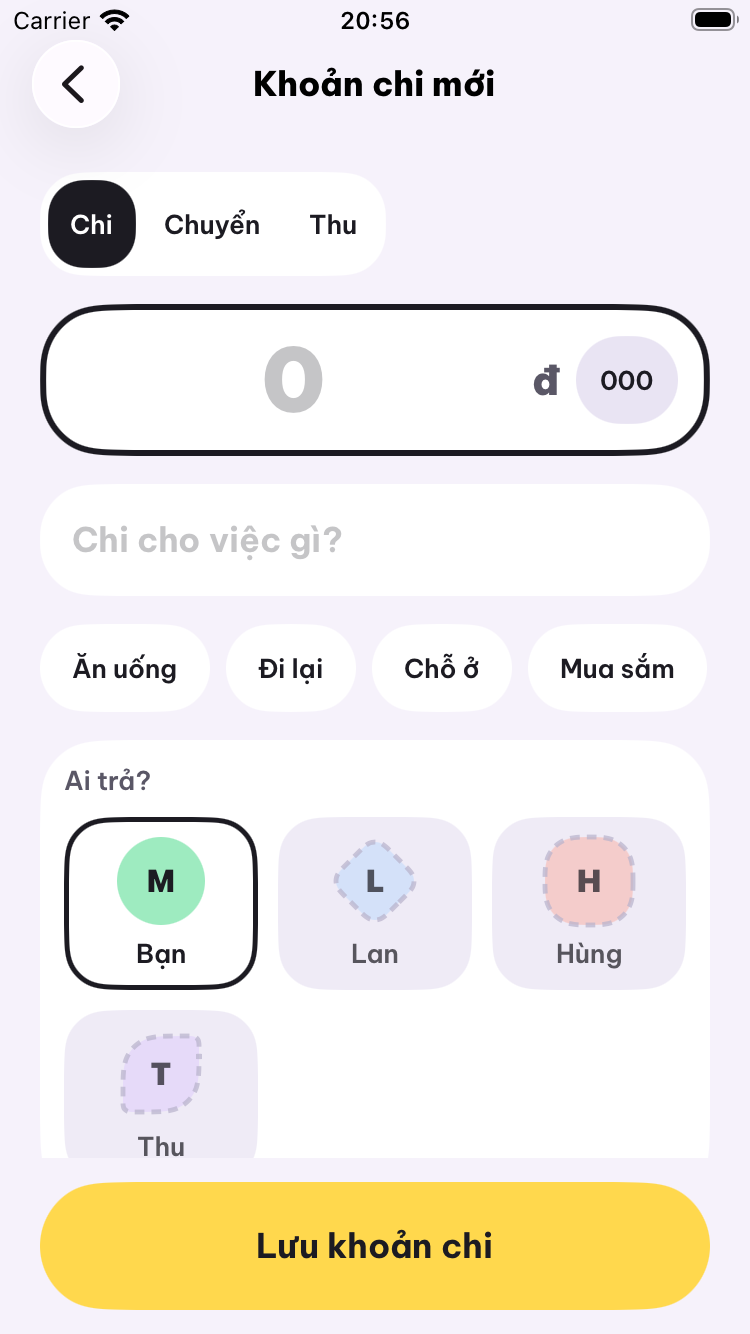 Carrier 20:56
Khoản chi mới
Chi Chuyển Thu
0 đ 000
Chi cho việc gì?
Ăn uống Đi lại Chỗ ở Mua sắm
Ai trả?
M L H
Bạn Lan Hùng
T
Thu
Lưu khoản chi